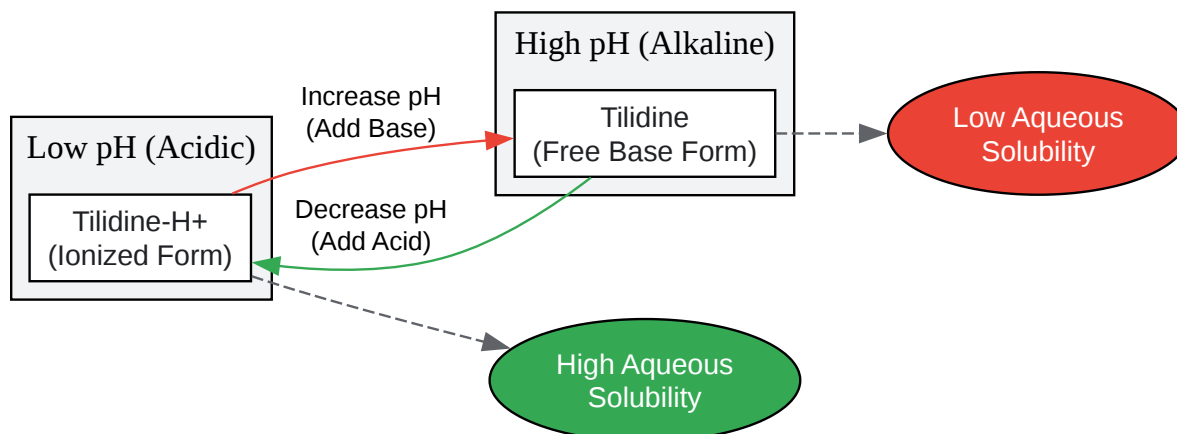 Low pH (Acidic)
Tilidine-H+
(Ionized Form)
Increase pH
(Add Base)
Decrease pH
(Add Acid)
High pH (Alkaline)
Tilidine
(Free Base Form)
Low Aqueous
Solubility
High Aqueous
Solubility